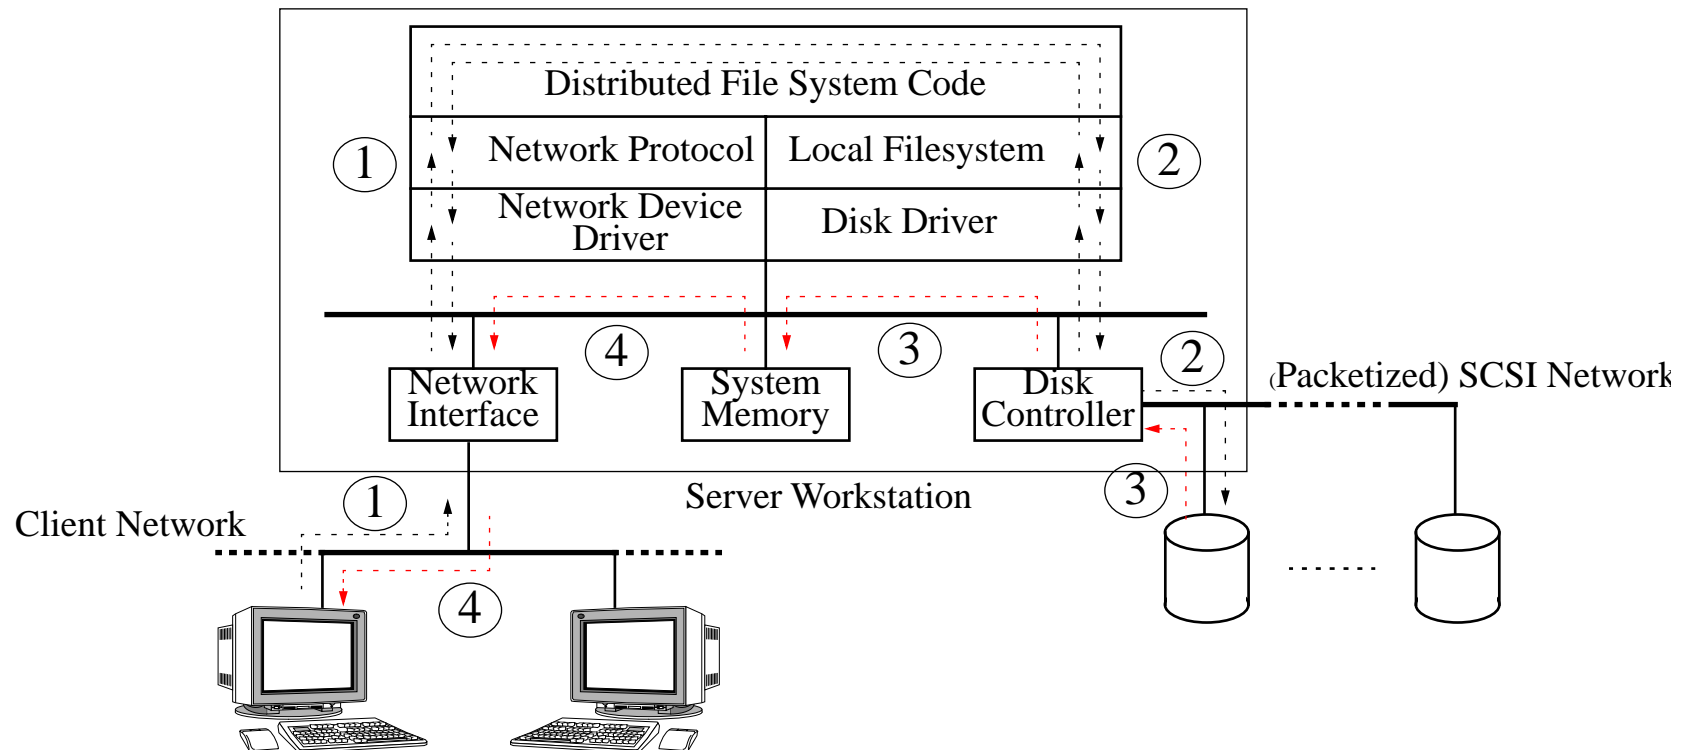 Distributed File System Code
1
Network Protocol
Local Filesystem
2
Network Device
Driver
Disk Driver
4
3
2
Network
Interface
System
Memory
Disk
Controller
(Packetized) SCSI Network
1
Server Workstation
3
Client Network
4